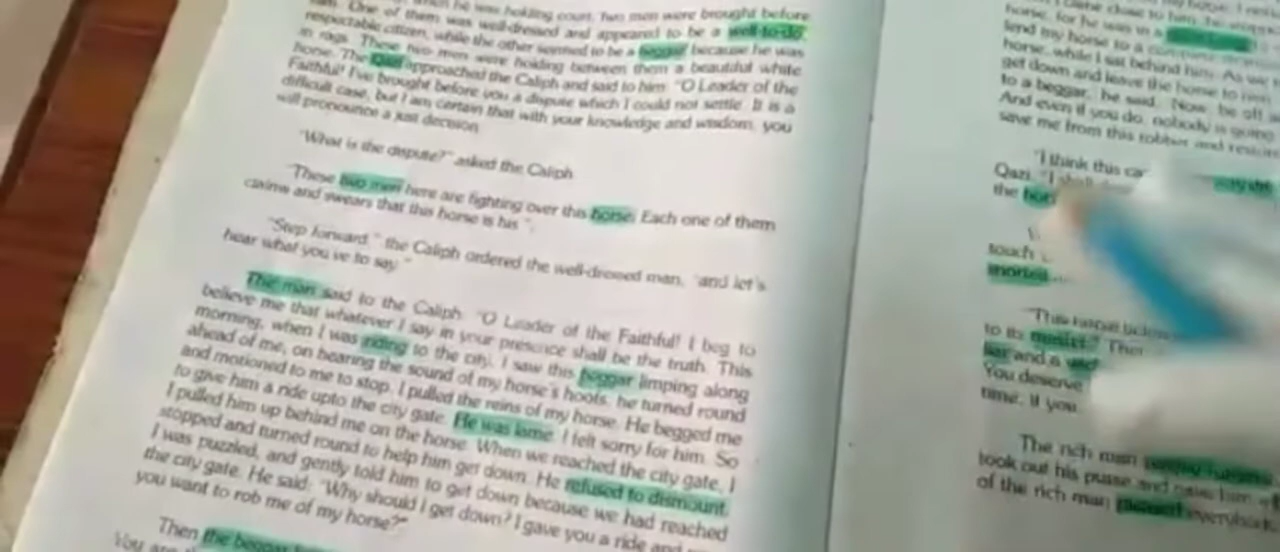 when he was holding court, two men were brought before
him. One of them was well-dressed and appeared to be a well-to-do
respectable citizen, while the other seemed to be a beggar because he was
in rags. These two men were holding between them a beautiful white
horse. The Qazi approached the Caliph and said to him "O Leader of the
Faithful! I've brought before you a dispute which I could not settle. It is a
difficult case, but I am certain that with your knowledge and wisdom, you
will pronounce a just decision.
"What is the dispute?" asked the Caliph
"These two men here are fighting over this horse. Each one of them
claims and swears that this horse is his".
"Step forward," the Caliph ordered the well-dressed man, "and let's
hear what you've to say."
The man said to the Caliph. "O Leader of the Faithful! I beg to
believe me that whatever I say in your presence shall be the truth. This
morning, when I was riding to the city, I saw this beggar limping along
ahead of me, on hearing the sound of my horse's hoofs, he turned round
and motioned to me to stop. I pulled the reins of my horse. He begged me
to give him a ride upto the city gate. He was lame. I felt sorry for him. So
I pulled him up behind me on the horse. When we reached the city gate, I
stopped and turned round to help him get down. He refused to dismount.
I was puzzled, and gently told him to get down because we had reached
the city gate. He said: "Why should I get down? I gave you a ride and
you want to rob me of my horse?"
Then the beggar
You are
horse, for he was in a
lend my horse to a
horse, while I sat behind him. As we
get down and leave the horse to him
to a beggar, he said. Now, be off
And even if you do, nobody is going
save me from this robber and
"I think this
Qazi. "I
the
touch
"This
to its master." Then
liar and a
You deserve
time, if you
The rich man
took out his purse and gave him
of the rich man everybody